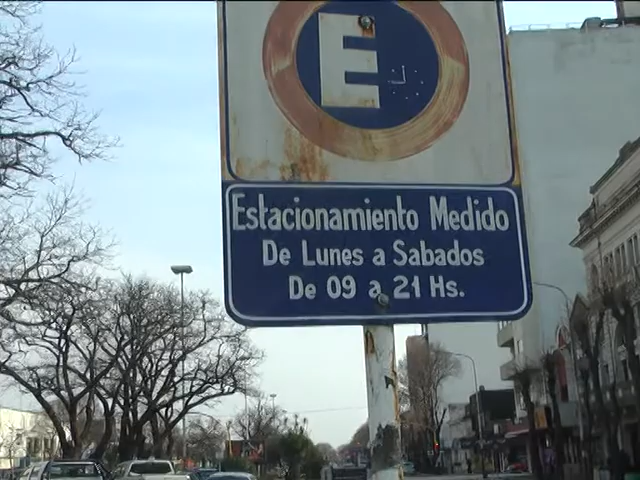 E
Estacionamiento Medido
De Lunes a Sabados
De 09 a 21 Hs.